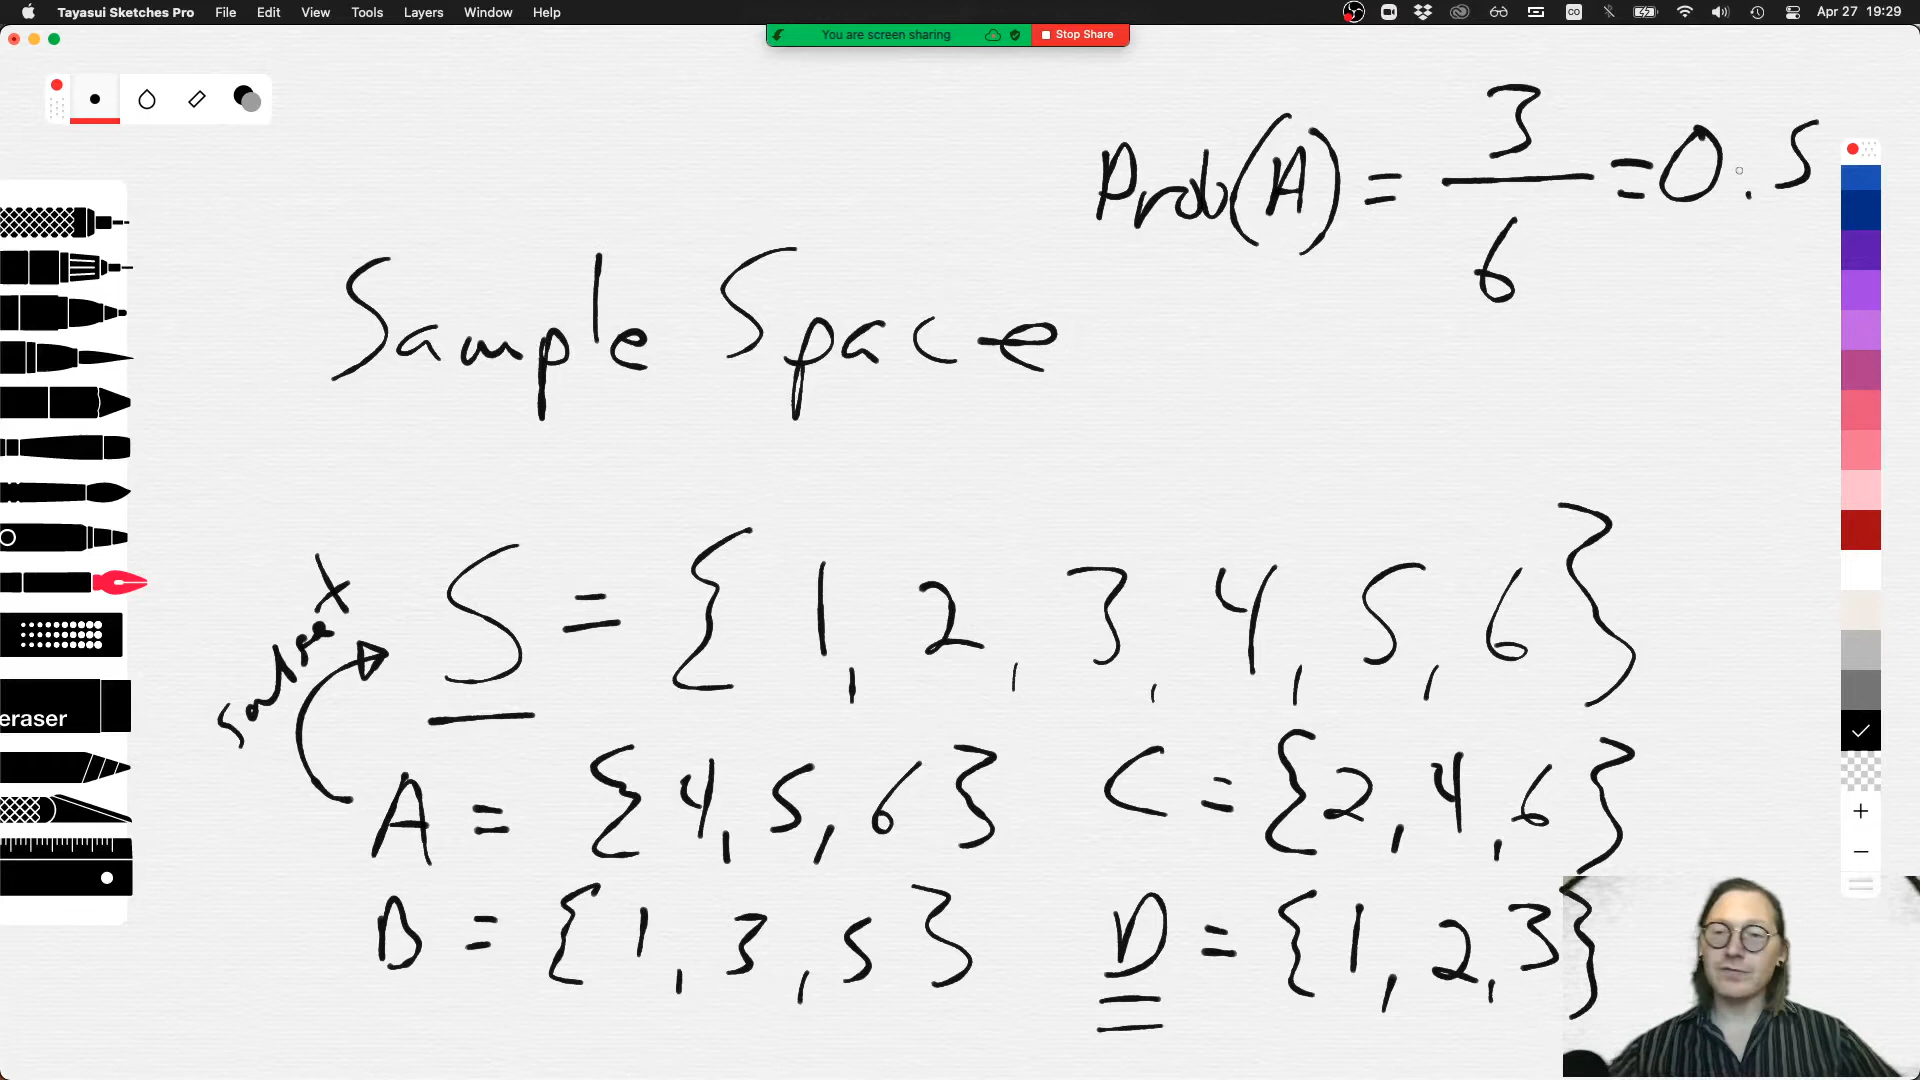 Tayasui Sketches Pro File Edit View Tools Layers Window Help Apr 27 19:29
You are screen sharing Stop Share
Prob(A) = 3/6 = 0.5
Sample Space
S = {1, 2, 3, 4, 5, 6}
A = {4, 5, 6} C = {2, 4, 6}
B = {1, 3, 5} D = {1, 2, 3}
eraser